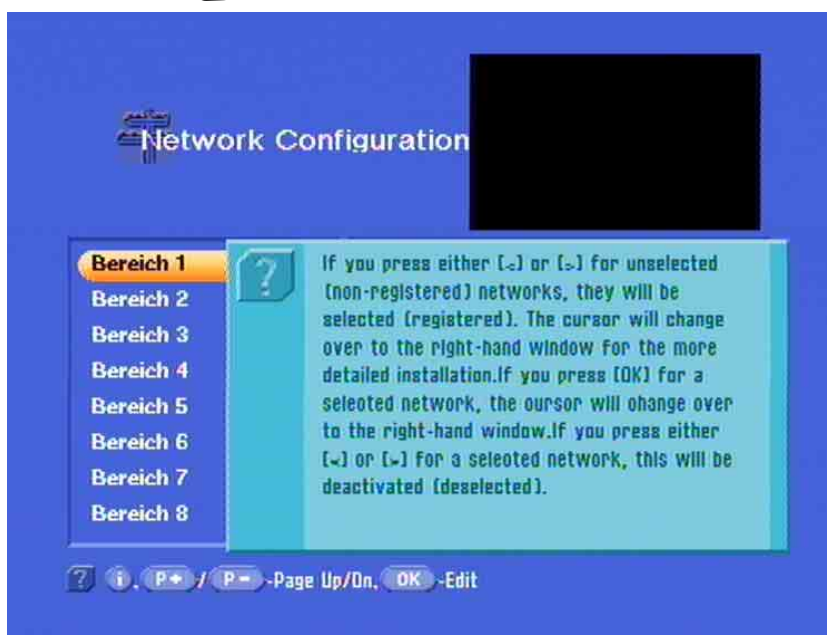 Network Configuration
Bereich 1
Bereich 2
Bereich 3
Bereich 4
Bereich 5
Bereich 6
Bereich 7
Bereich 8
?
If you press either [<] or [>] for unselected
(non-registered) networks, they will be
selected (registered). The cursor will change
over to the right-hand window for the more
detailed installation.If you press [OK] for a
selected network, the cursor will change over
to the right-hand window.If you press either
[<] or [>] for a selected network, this will be
deactivated (deselected).
? i, P+ / P- -Page Up/Dn, OK -Edit